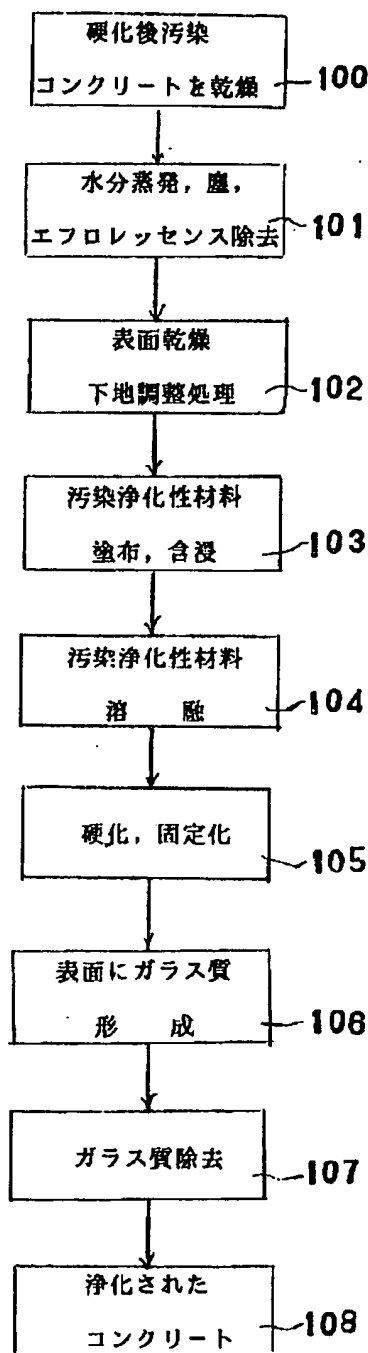 硬化後汚染
コンクリートを乾燥
100
水分蒸発，塵，
エフロレッセンス除去
101
表面乾燥
下地調整処理
102
汚染浄化性材料
塗布，含浸
103
汚染浄化性材料
溶　融
104
硬化，固定化
105
表面にガラス質
形　成
106
ガラス質除去
107
浄化された
コンクリート
108